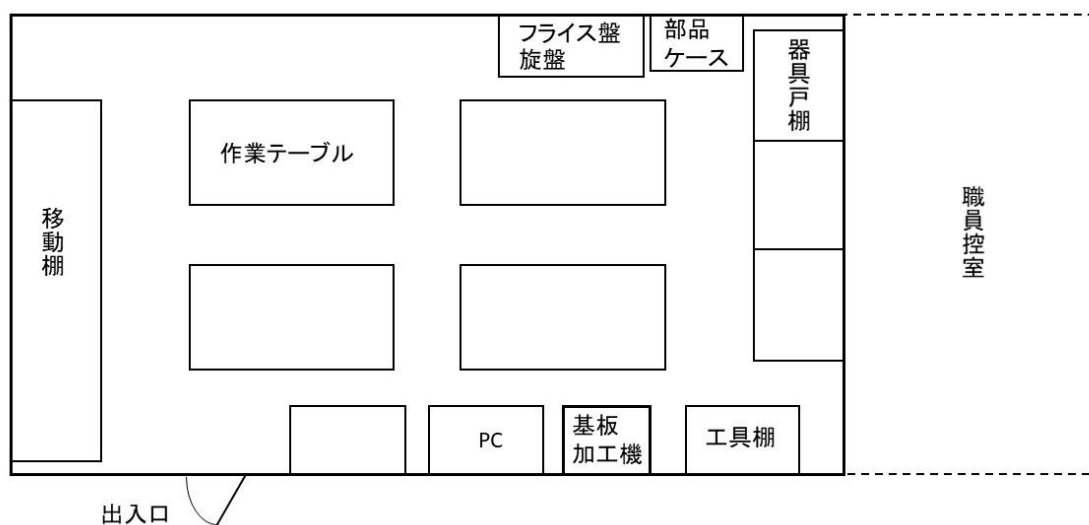 フライス盤
旋盤
部品
ケース
器具戸棚
作業テーブル
移動棚
職員控室
PC
基板
加工機
工具棚
出入口